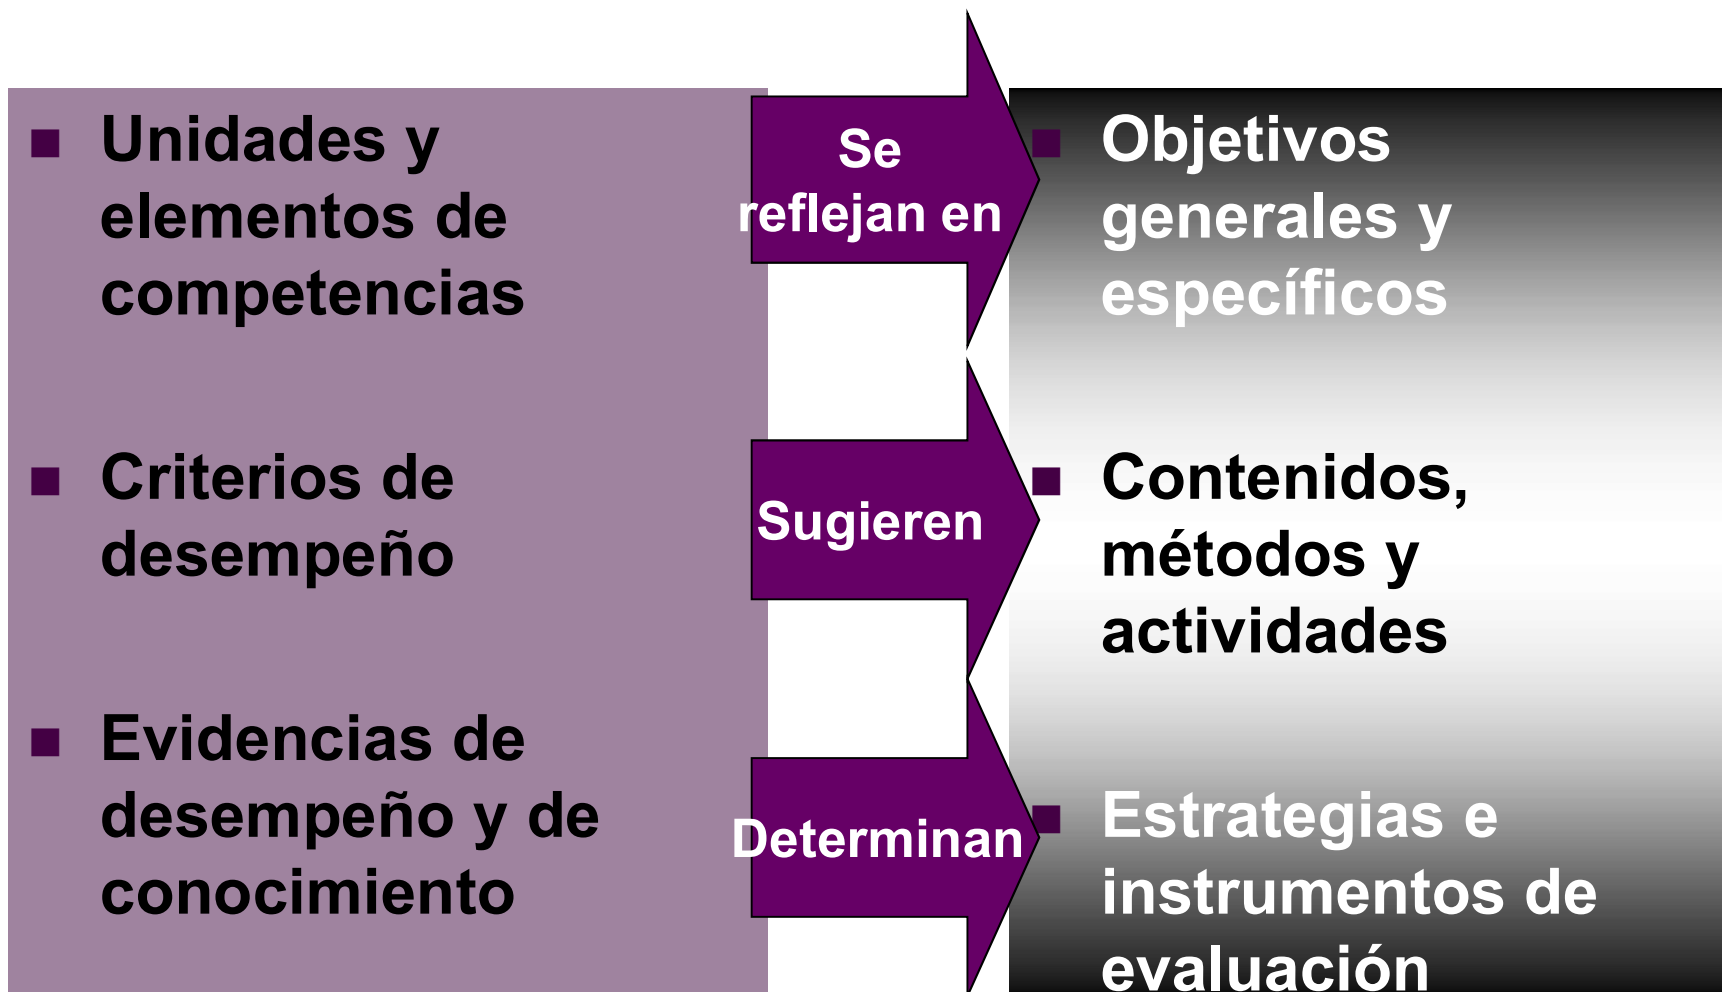 Unidades y
elementos de
competencias
Se
reflejan en
Objetivos
generales y
específicos
Criterios de
desempeño
Sugieren
Contenidos,
métodos y
actividades
Evidencias de
desempeño y de
conocimiento
Determinan
Estrategias e
instrumentos de
evaluación